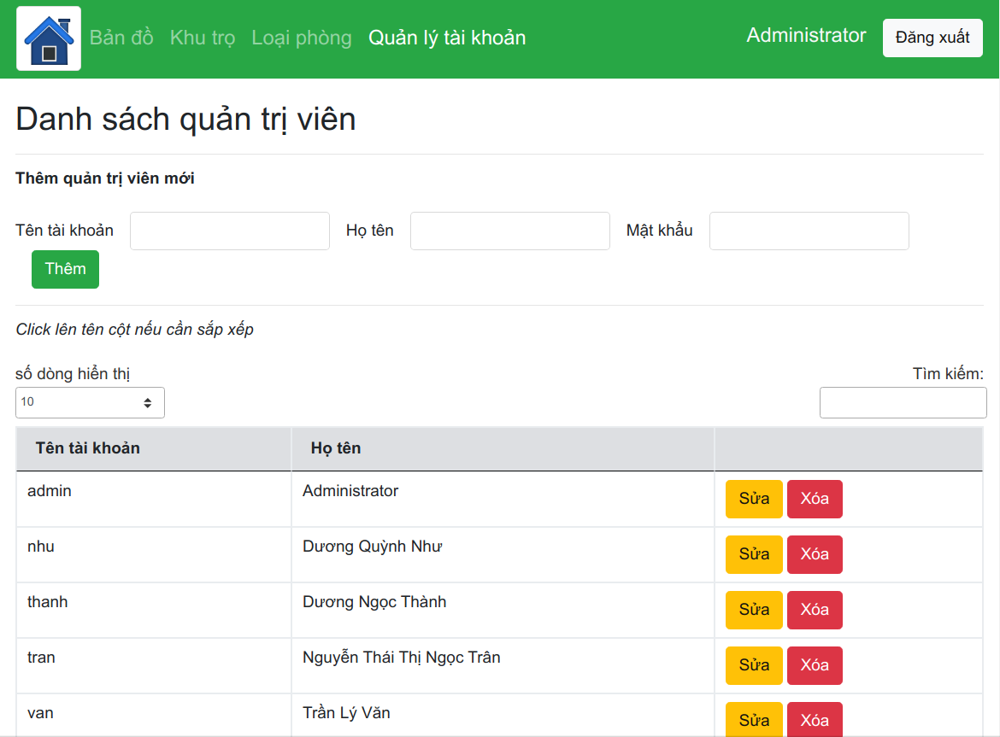 Bản đồ Khu trọ Loại phòng Quản lý tài khoản Administrator Đăng xuất
Danh sách quản trị viên
Thêm quản trị viên mới
Tên tài khoản Họ tên Mật khẩu
Thêm
Click lên tên cột nếu cần sắp xếp
số dòng hiển thị Tìm kiếm:
10
Tên tài khoản Họ tên
admin Administrator Sửa Xóa
nhu Dương Quỳnh Như Sửa Xóa
thanh Dương Ngọc Thành Sửa Xóa
tran Nguyễn Thái Thị Ngọc Trân Sửa Xóa
van Trần Lý Văn Sửa Xóa